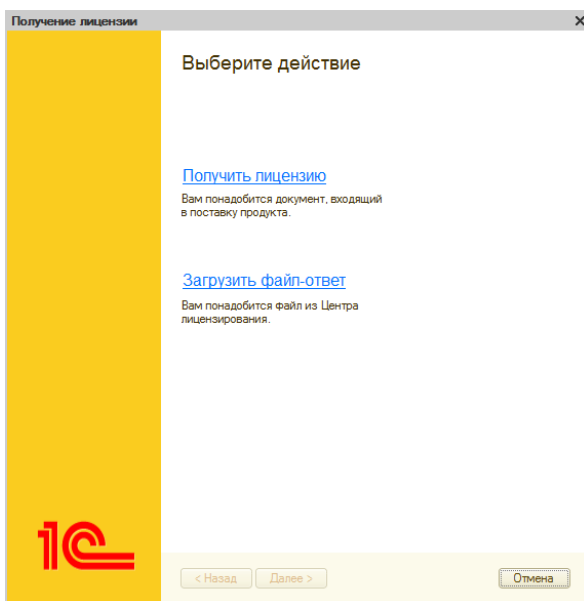 Получение лицензии
Выберите действие
Получить лицензию
Вам понадобится документ, входящий
в поставку продукта.
Загрузить файл-ответ
Вам понадобится файл из Центра
лицензирования.
1С
< Назад Далее > Отмена